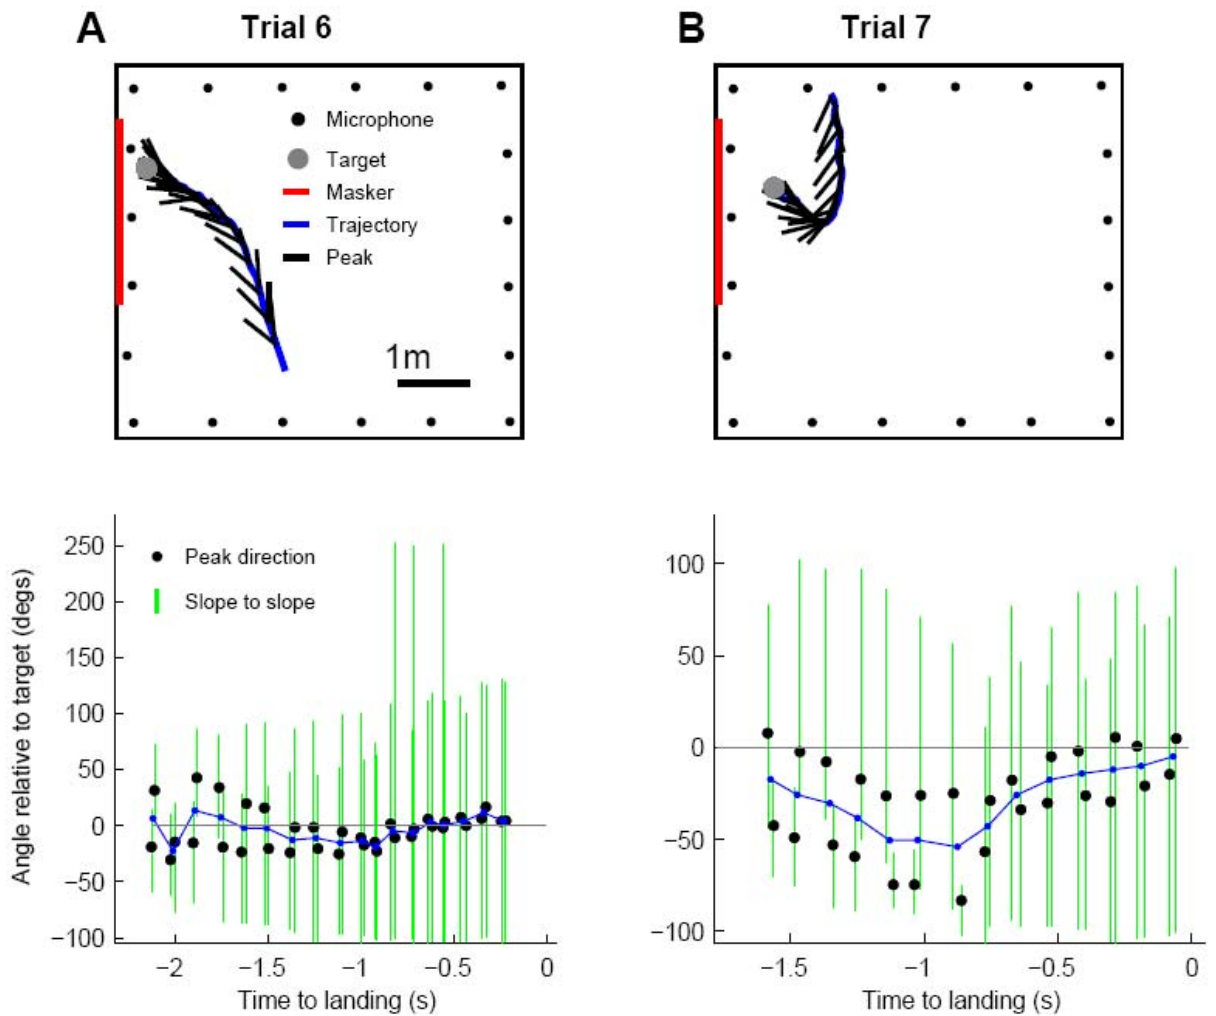 A Trial 6
Microphone
Target
Masker
Trajectory
Peak
1m
B Trial 7
Angle relative to target (degs)
250
200
150
100
50
0
−50
−100
Peak direction
Slope to slope
−2 −1.5 −1 −0.5 0
Time to landing (s)
100
50
0
−50
−100
−1.5 −1 −0.5 0
Time to landing (s)